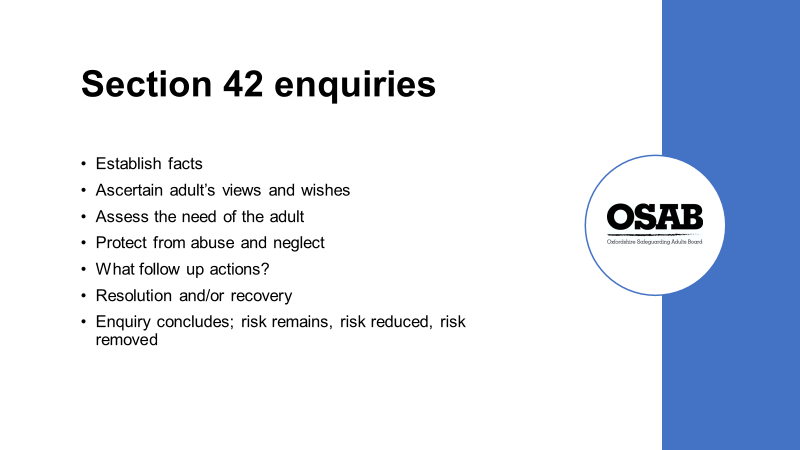 Section 42 enquiries
• Establish facts
• Ascertain adult’s views and wishes
• Assess the need of the adult
• Protect from abuse and neglect
• What follow up actions?
• Resolution and/or recovery
• Enquiry concludes; risk remains, risk reduced, risk
removed
OSAB
Oxfordshire Safeguarding Adults Board